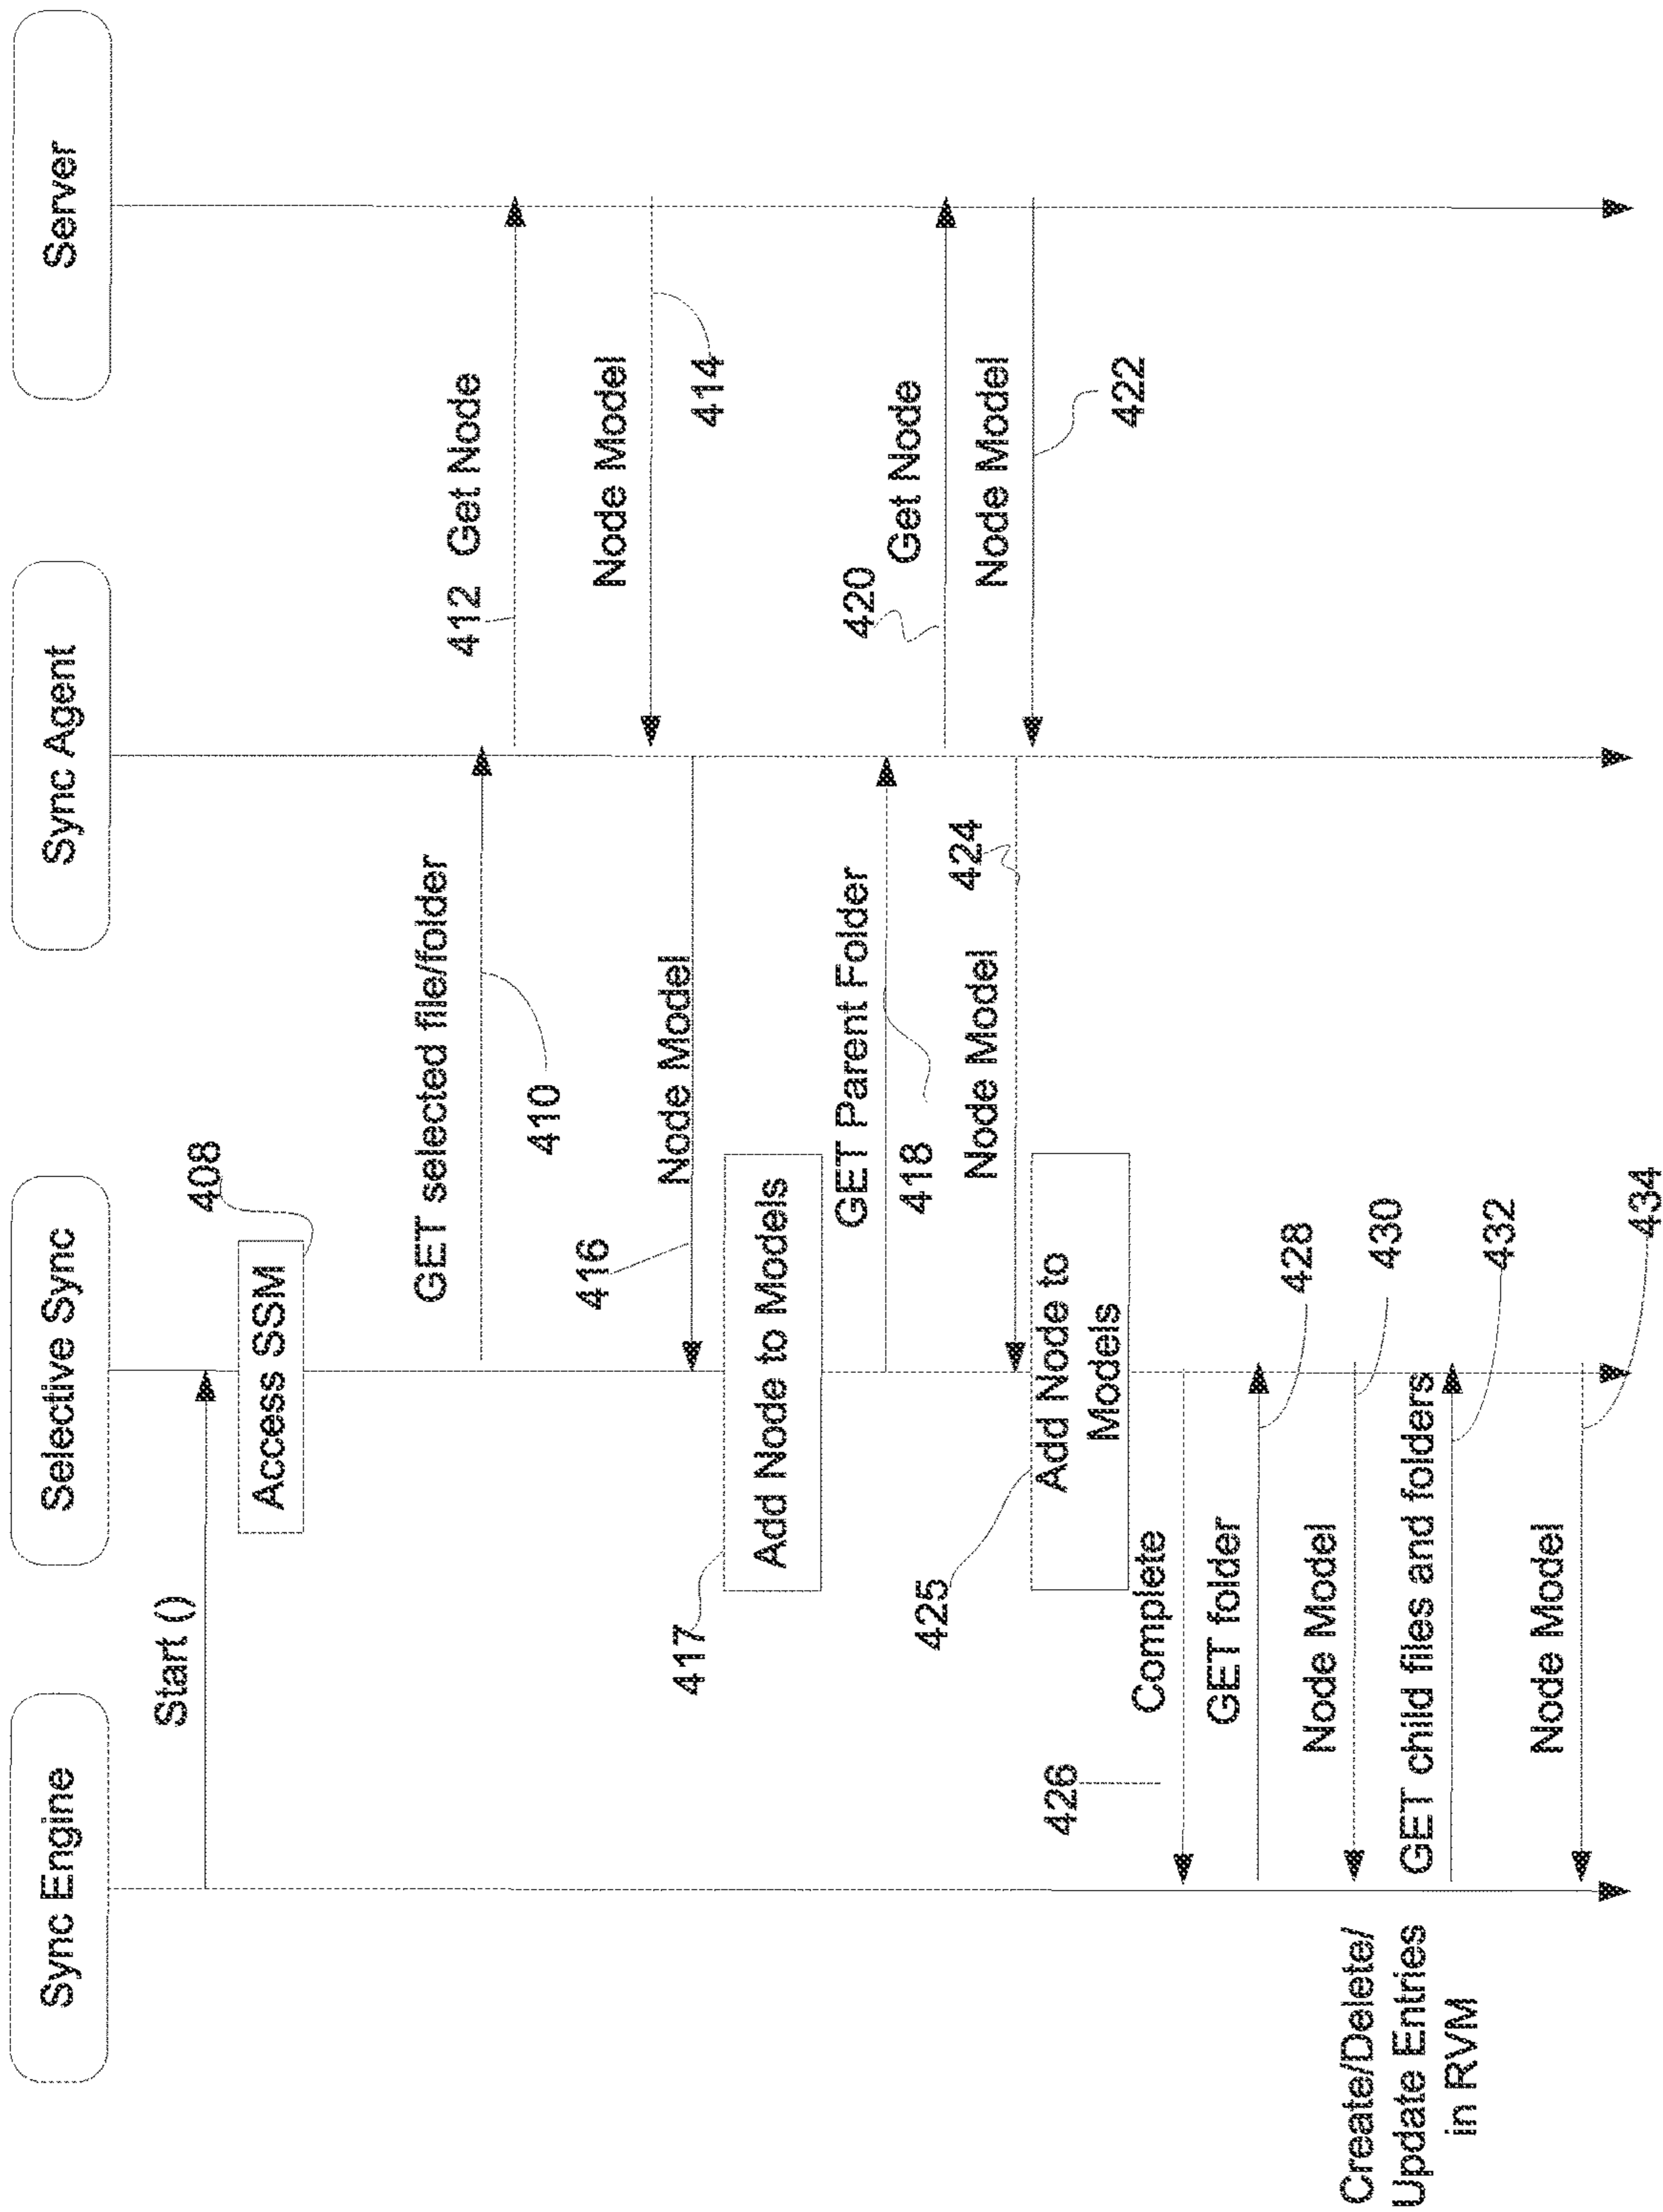 Sync Engine
Selective Sync
Sync Agent
Server
Start ()
408
Access SSM
GET selected file/folder
410
412
Get Node
Node Model
414
416
Node Model
417
Add Node to Models
GET Parent Folder
418
420
Get Node
Node Model
422
424
Node Model
425
Add Node to
Models
426
Complete
GET folder
428
Node Model
430
GET child files and folders
432
Node Model
434
Create/Delete/
Update Entries
in RVM